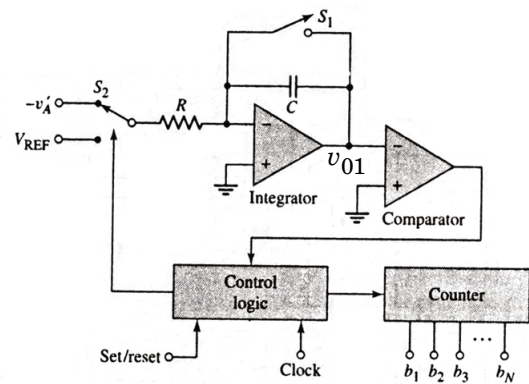 S₁
S₂
−v′A
R
C
VREF
−
+
Integrator
v01
−
+
Comparator
Control
logic
Counter
Set/reset
Clock
b₁ b₂ b₃ ··· bN